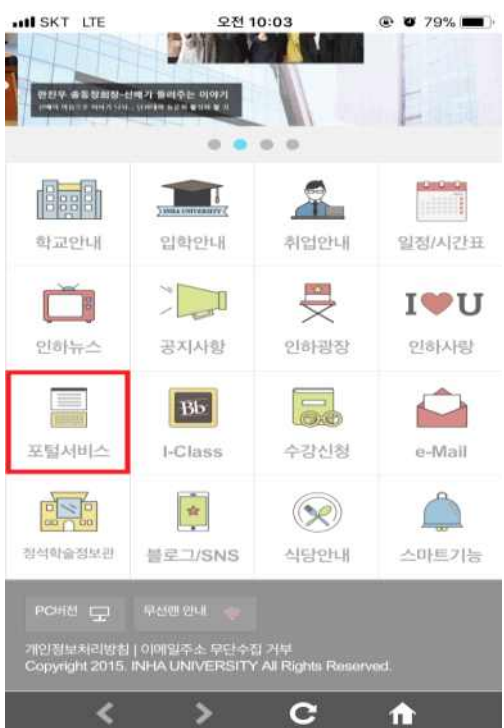 SKT LTE 오전 10:03 79%
학교안내 입학안내 취업안내 일정/시간표
INHA UNIVERSITY
I U
인하뉴스 공지사항 인하광장 인하사랑
Bb
포털서비스 I-Class 수강신청 e-Mail
정석학술정보관 블로그/SNS 식당안내 스마트기능
PC버전 무선랜 안내
개인정보처리방침 | 이메일주소 무단수집 거부
Copyright 2015. INHA UNIVERSITY All Rights Reserved.